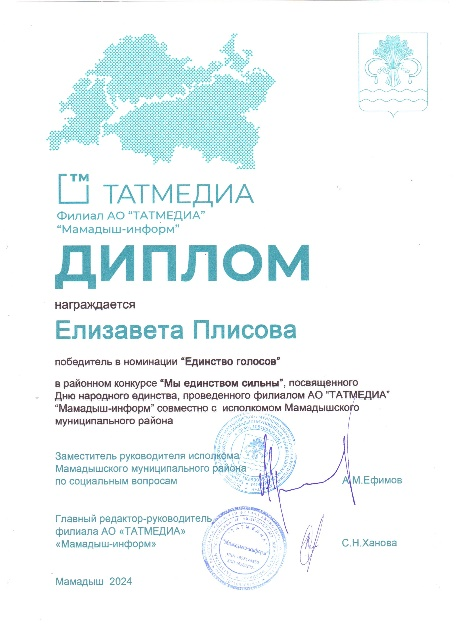 ТМ ТАТМЕДИА
Филиал АО "ТАТМЕДИА"
"Мамадыш-информ"
ДИПЛОМ
награждается
Елизавета Плисова
победитель в номинации "Единство голосов"
в районном конкурсе "Мы единством сильны", посвященного
Дню народного единства, проведенного филиалом АО "ТАТМЕДИА"
"Мамадыш-информ" совместно с исполкомом Мамадышского
муниципального района
Заместитель руководителя исполкома
Мамадышского муниципального района
по социальным вопросам
А.М.Ефимов
Главный редактор-руководитель
филиала АО «ТАТМЕДИА»
«Мамадыш-информ»
С.Н.Ханова
Мамадыш 2024